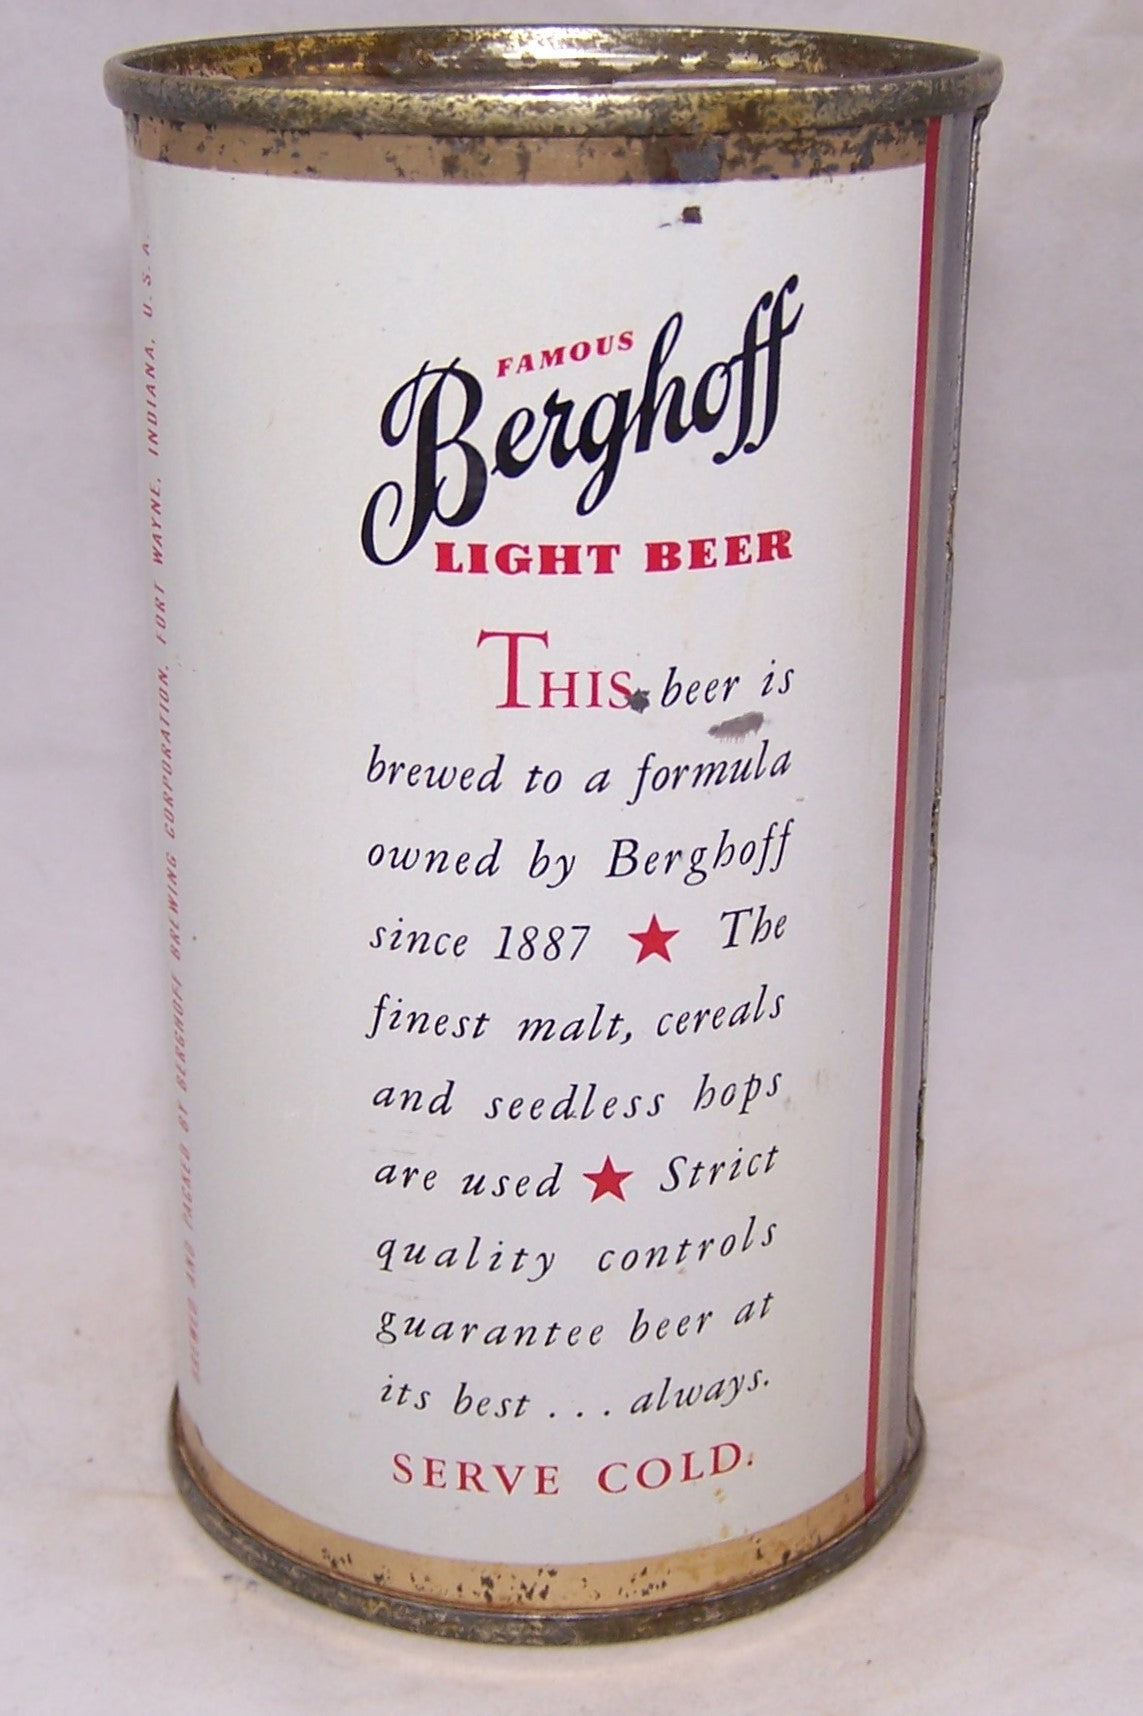 FAMOUS
Berghoff
LIGHT BEER
THIS beer is
brewed to a formula
owned by Berghoff
since 1887 ★ The
finest malt, cereals
and seedless hops
are used ★ Strict
quality controls
guarantee beer at
its best . . . always.
SERVE COLD.
BREWED AND PACKED BY BERGHOFF BREWING CORPORATION, FORT WAYNE, INDIANA, U. S. A.